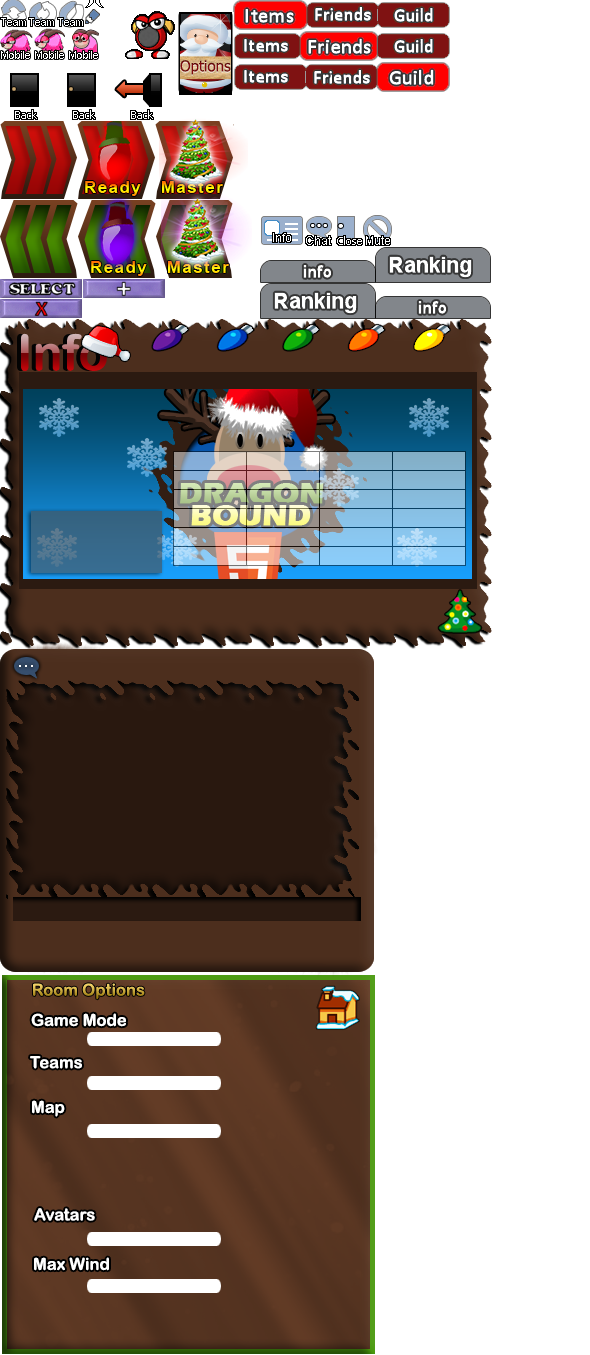 Team Team Team
Mobile Mobile Mobile
Back Back Back
Options
Items Friends Guild
Items Friends Guild
Items Friends Guild
Ready Master
Ready Master
SELECT +
X
Info Chat Close Mute
info Ranking
Ranking info
Info
DRAGON
BOUND
5
Room Options
Game Mode
Teams
Map
Avatars
Max Wind